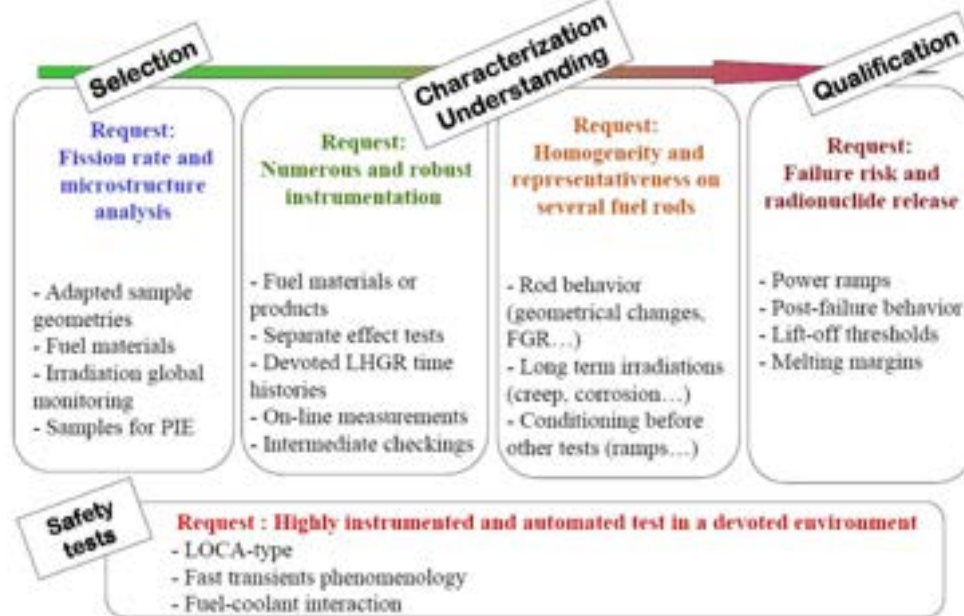 Selection
Characterization
Understanding
Qualification
Request:
Fission rate and
microstructure
analysis
- Adapted sample
geometries
- Fuel materials
- Irradiation global
monitoring
- Samples for PIE
Request:
Numerous and robust
instrumentation
- Fuel materials or
products
- Separate effect tests
- Devoted LHGR time
histories
- On-line measurements
- Intermediate checkings
Request:
Homogeneity and
representativeness on
several fuel rods
- Rod behavior
(geometrical changes,
FGR...)
- Long term irradiations
(creep, corrosion...)
- Conditioning before
other tests (ramps...)
Request:
Failure risk and
radionuclide release
- Power ramps
- Post-failure behavior
- Lift-off thresholds
- Melting margins
Safety
tests
Request : Highly instrumented and automated test in a devoted environment
- LOCA-type
- Fast transients phenomenology
- Fuel-coolant interaction